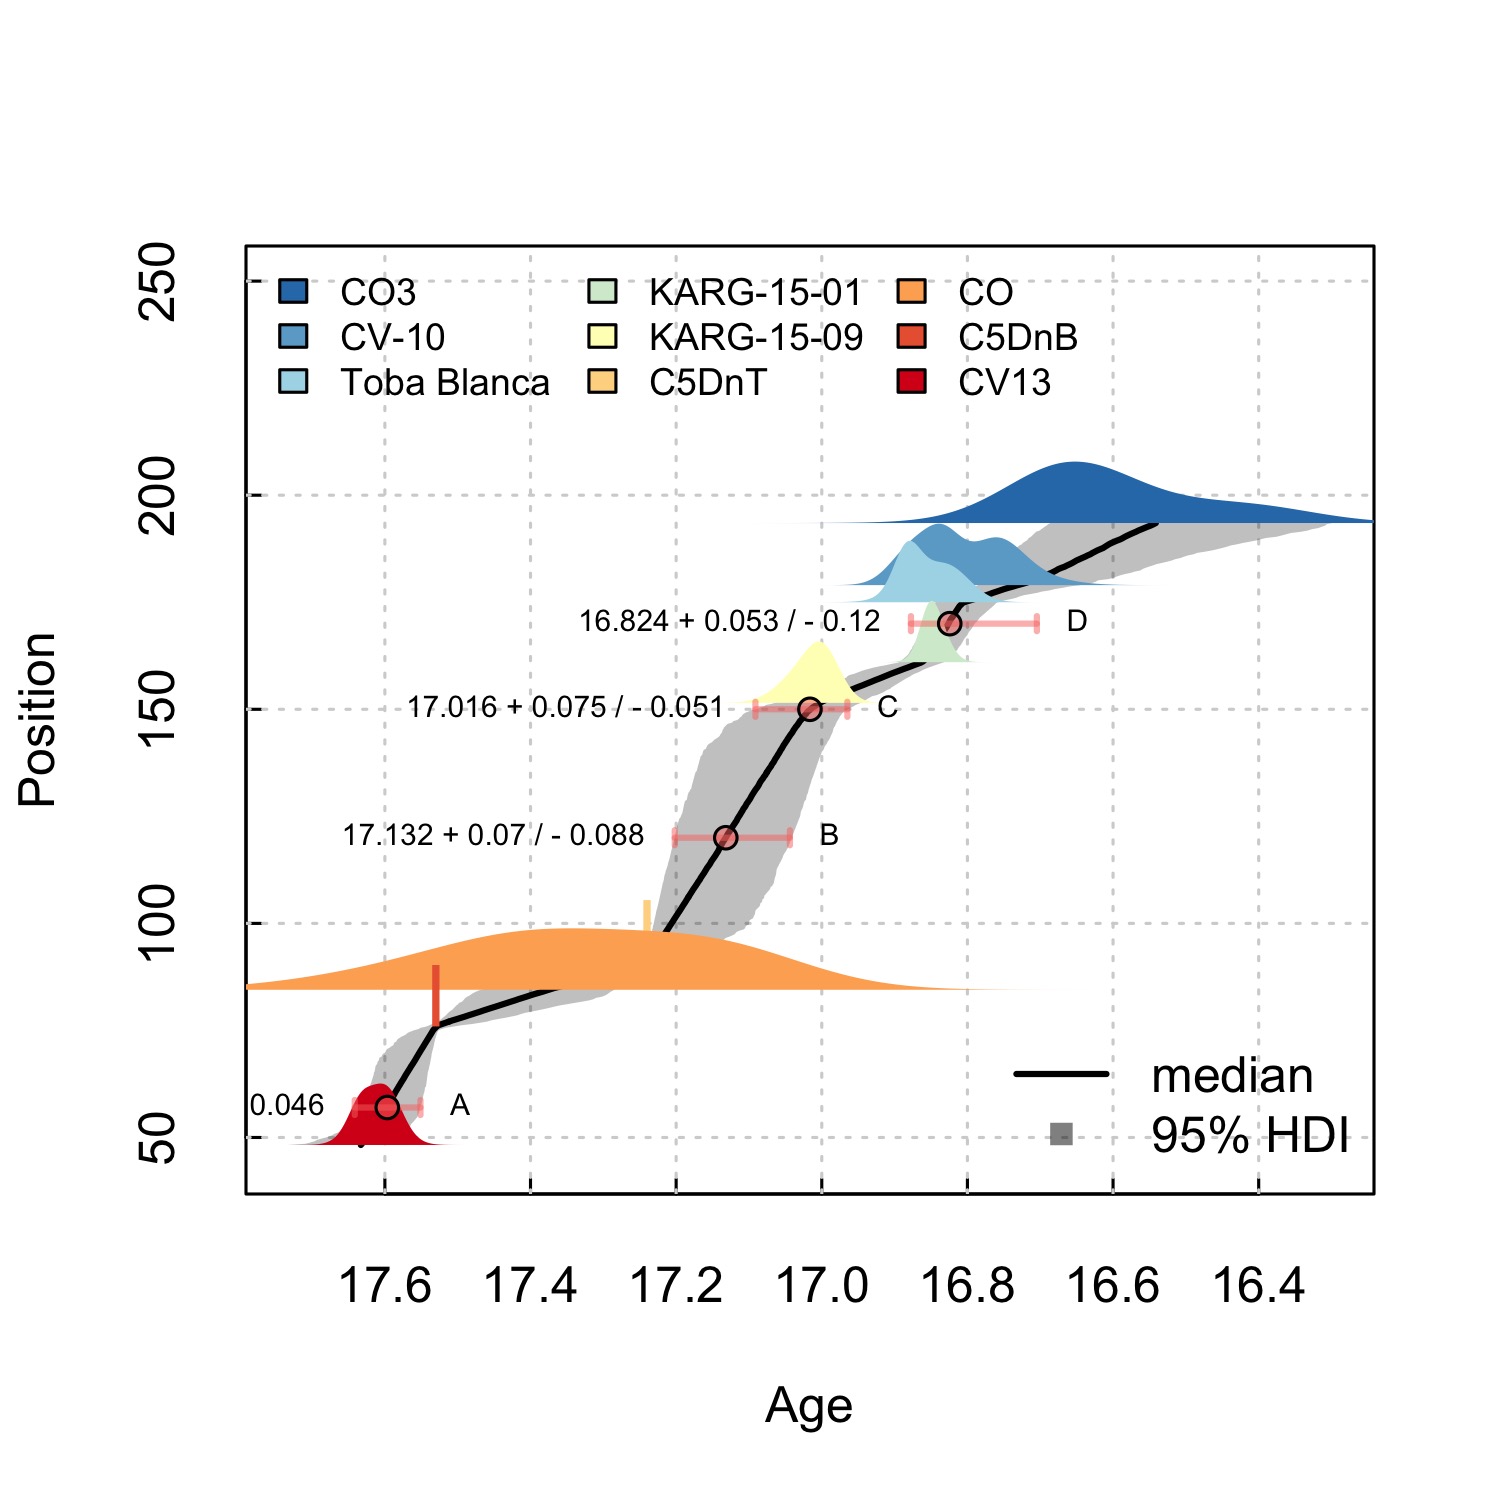 250
CO3 KARG-15-01 CO
CV-10 KARG-15-09 C5DnB
Toba Blanca C5DnT CV13
200
16.824 + 0.053 / - 0.12 D
150
17.016 + 0.075 / - 0.051 C
Position
17.132 + 0.07 / - 0.088 B
100
median
0.046 A
50
95% HDI
17.6 17.4 17.2 17.0 16.8 16.6 16.4
Age